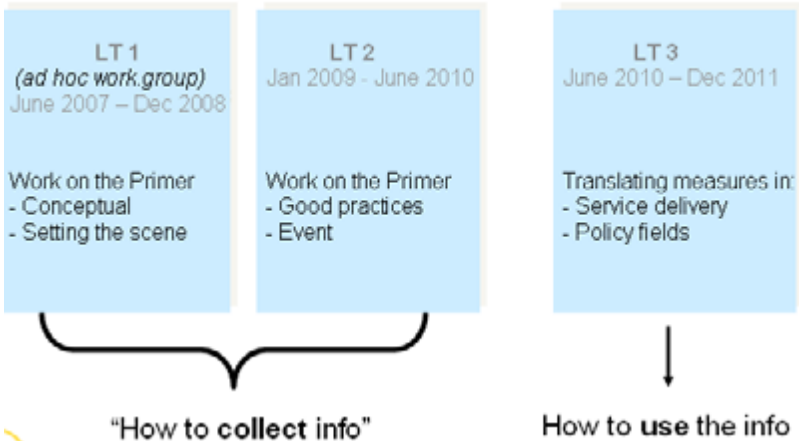 LT 1
(ad hoc work.group)
June 2007 – Dec 2008
Work on the Primer
- Conceptual
- Setting the scene
LT 2
Jan 2009 - June 2010
Work on the Primer
- Good practices
- Event
LT 3
June 2010 – Dec 2011
Translating measures in:
- Service delivery
- Policy fields
“How to collect info”
How to use the info